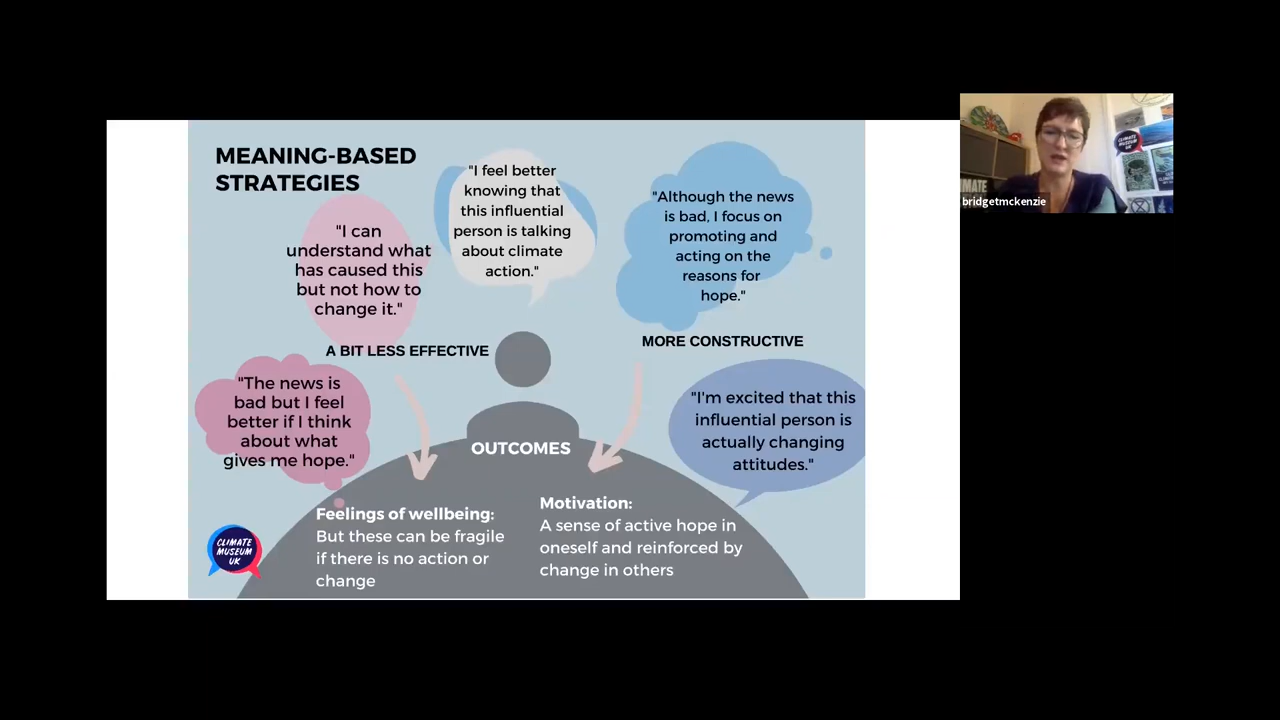 MEANING-BASED
STRATEGIES
"I can
understand what
has caused this
but not how to
change it."
"I feel better
knowing that
this influential
person is talking
about climate
action."
"Although the news
is bad, I focus on
promoting and
acting on the
reasons for
hope."
A BIT LESS EFFECTIVE
MORE CONSTRUCTIVE
"The news is
bad but I feel
better if I think
about what
gives me hope."
"I'm excited that this
influential person is
actually changing
attitudes."
OUTCOMES
Feelings of wellbeing:
But these can be fragile
if there is no action or
change
Motivation:
A sense of active hope in
oneself and reinforced by
change in others
CLIMATE
MUSEUM
UK
CLIMATE
MUSEUM
UK
bridgetmckenzie